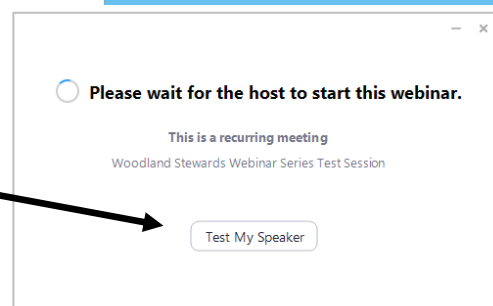 Please wait for the host to start this webinar.
This is a recurring meeting
Woodland Stewards Webinar Series Test Session
Test My Speaker